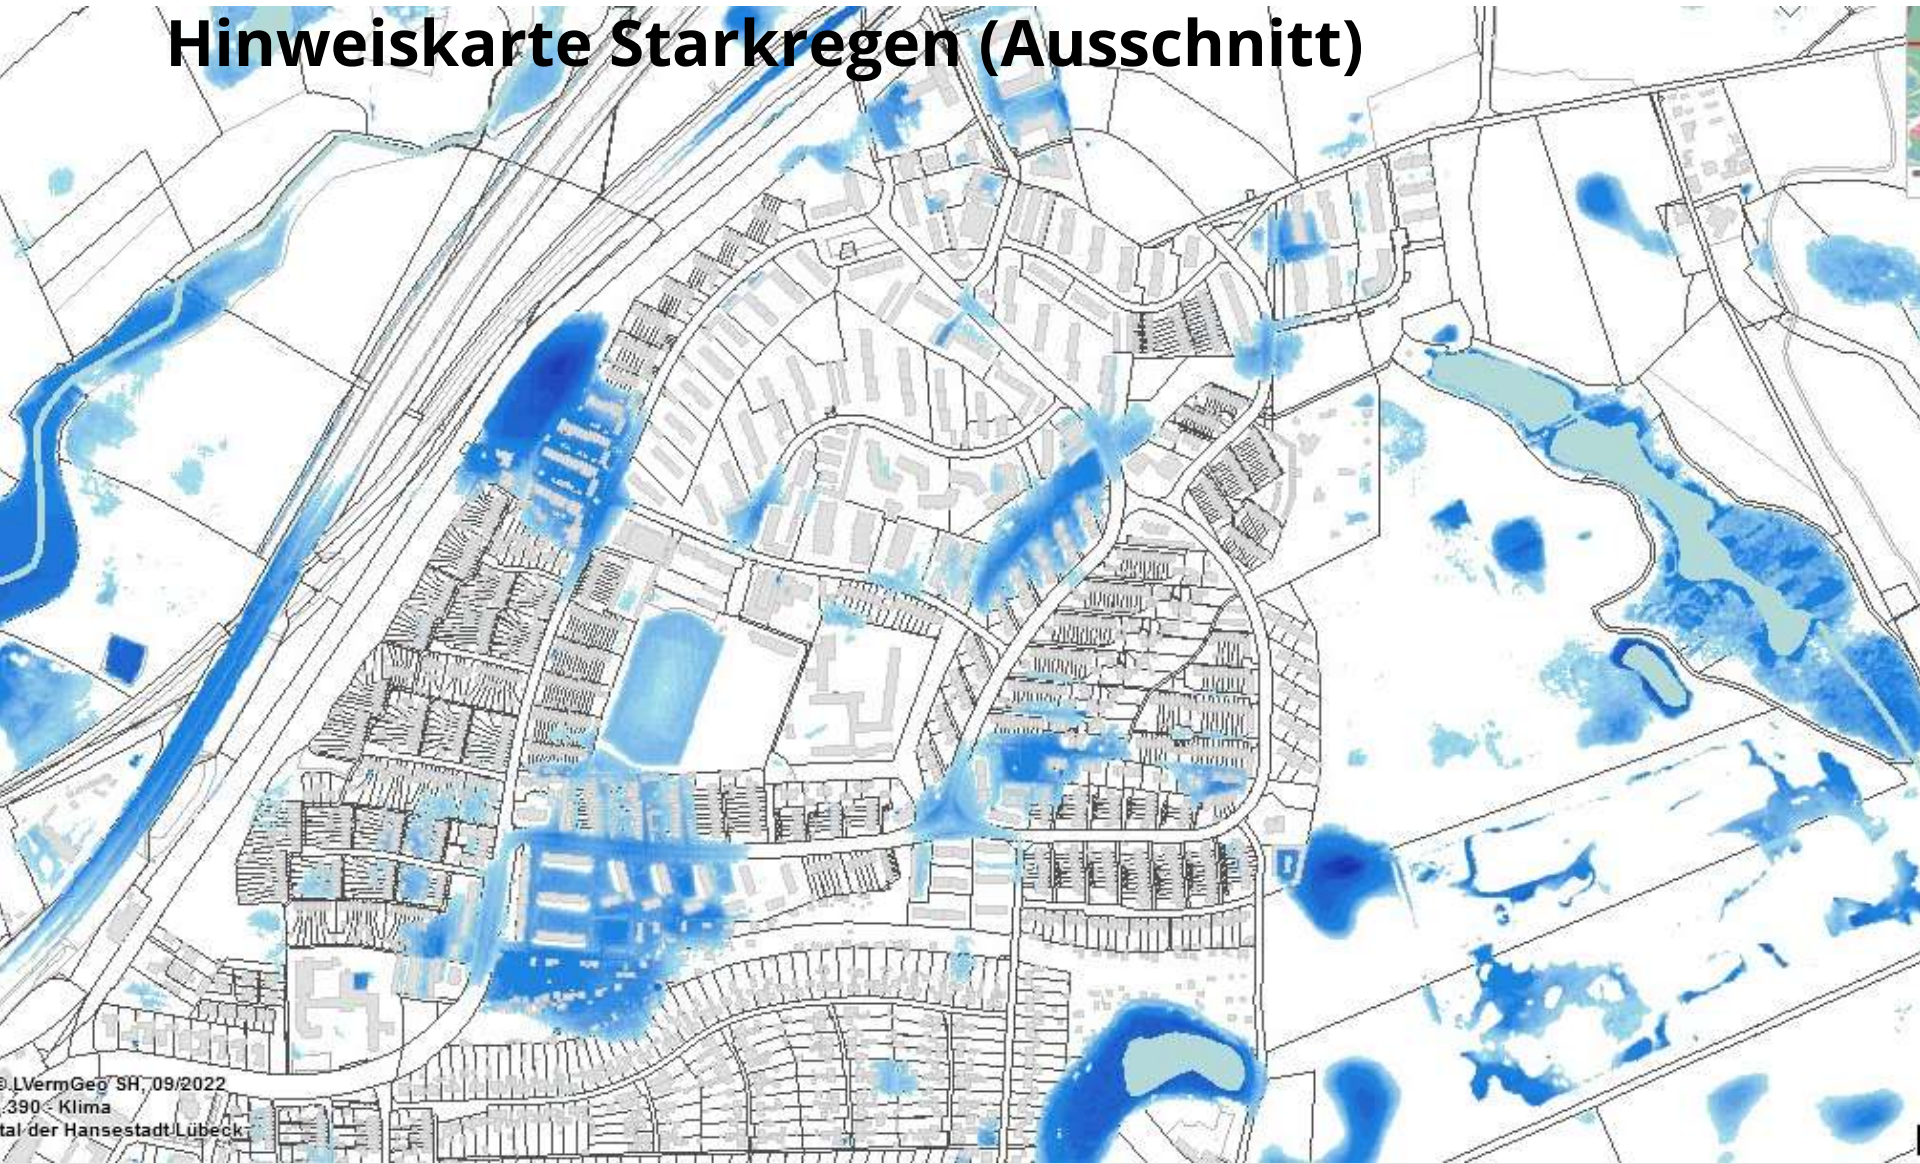 Hinweiskarte Starkregen (Ausschnitt)
© LVermGeo SH, 09/2022
.390 - Klima
tal der Hansestadt Lübeck